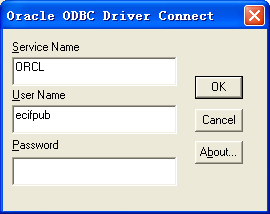 Oracle ODBC Driver Connect
Service Name
ORCL
OK
User Name
ecifpub
Cancel
Password
About...